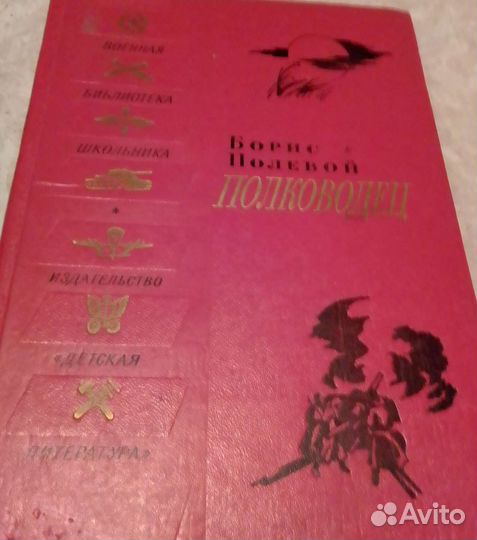 ВОЕННАЯ
БИБЛИОТЕКА
ШКОЛЬНИКА
*
ИЗДАТЕЛЬСТВО
«ДЕТСКАЯ
ЛИТЕРАТУРА»
БОРИС
ПОЛЕВОЙ
ПОЛКОВОДЕЦ
Avito